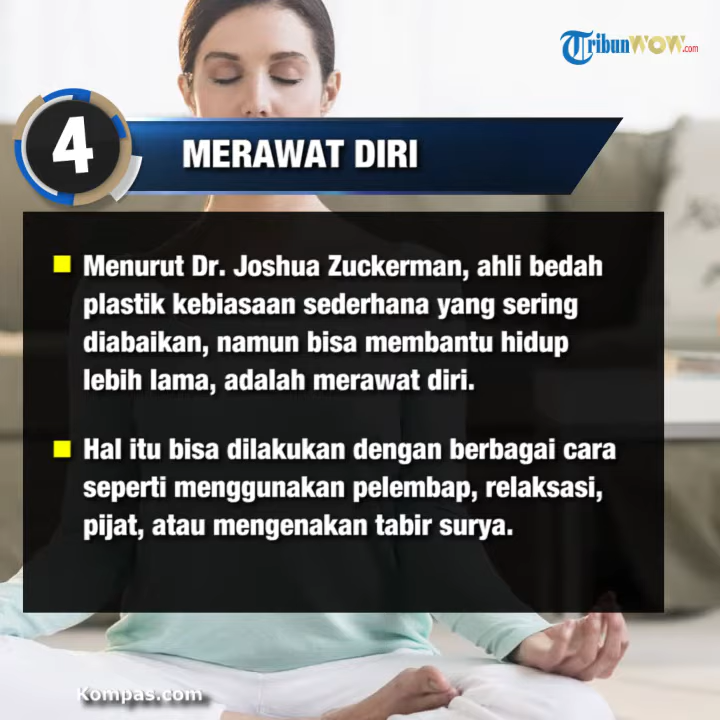 TribunWOW.com
4
MERAWAT DIRI
Menurut Dr. Joshua Zuckerman, ahli bedah
plastik kebiasaan sederhana yang sering
diabaikan, namun bisa membantu hidup
lebih lama, adalah merawat diri.
Hal itu bisa dilakukan dengan berbagai cara
seperti menggunakan pelembap, relaksasi,
pijat, atau mengenakan tabir surya.
Kompas.com